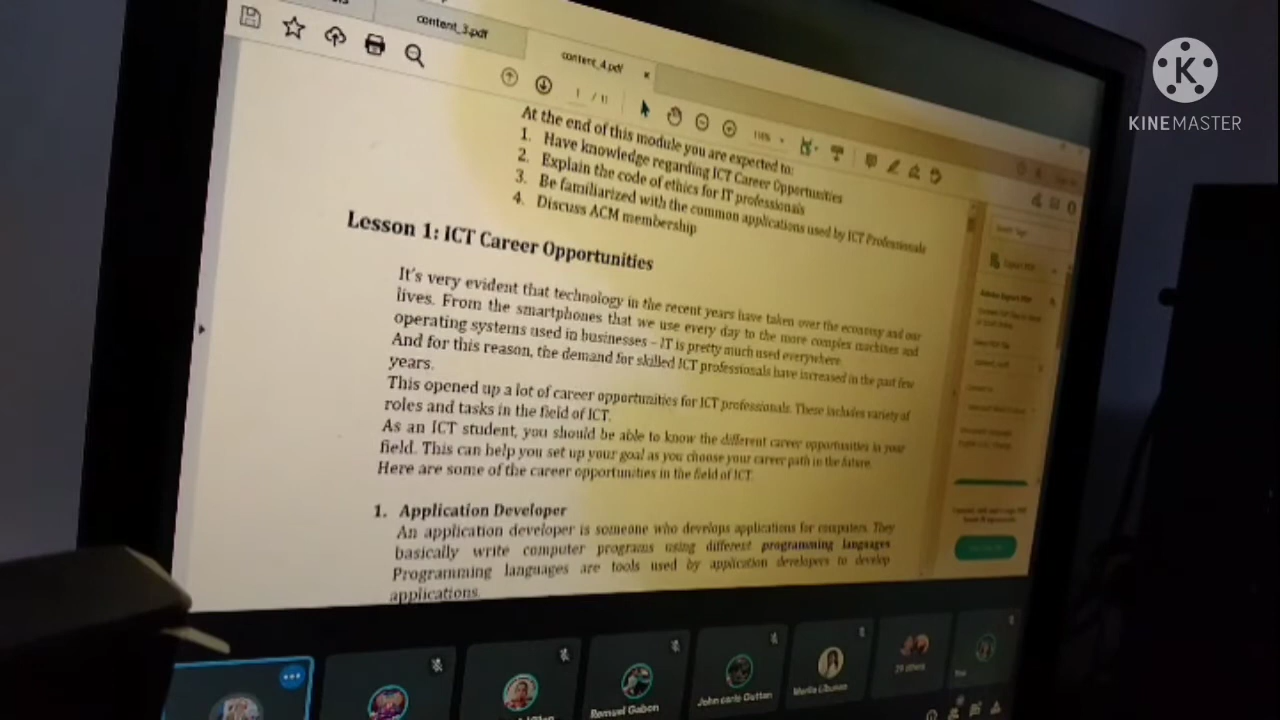 content_3.pdf
content_4.pdf
KINEMASTER
1 / 11
At the end of this module you are expected to:
1. Have knowledge regarding ICT Career Opportunities
2. Explain the code of ethics for IT professionals
3. Be familiarized with the common applications used by ICT Professionals
4. Discuss ACM membership
Lesson 1: ICT Career Opportunities
It's very evident that technology in the recent years have taken over the economy and our
lives. From the smartphones that we use every day to the more complex machines and
operating systems used in businesses – IT is pretty much used everywhere.
And for this reason, the demand for skilled ICT professionals have increased in the past few
years.
This opened up a lot of career opportunities for ICT professionals. These includes variety of
roles and tasks in the field of ICT.
As an ICT student, you should be able to know the different career opportunities in your
field. This can help you set up your goal as you choose your career path in the future.
Here are some of the career opportunities in the field of ICT.
1. Application Developer
An application developer is someone who develops applications for computers. They
basically write computer programs using different programming languages
Programming languages are tools used by application developers to develop
applications.
Export PDF
Adobe Export PDF
Romuel Gabon
John carlo Guttan
29 others
You